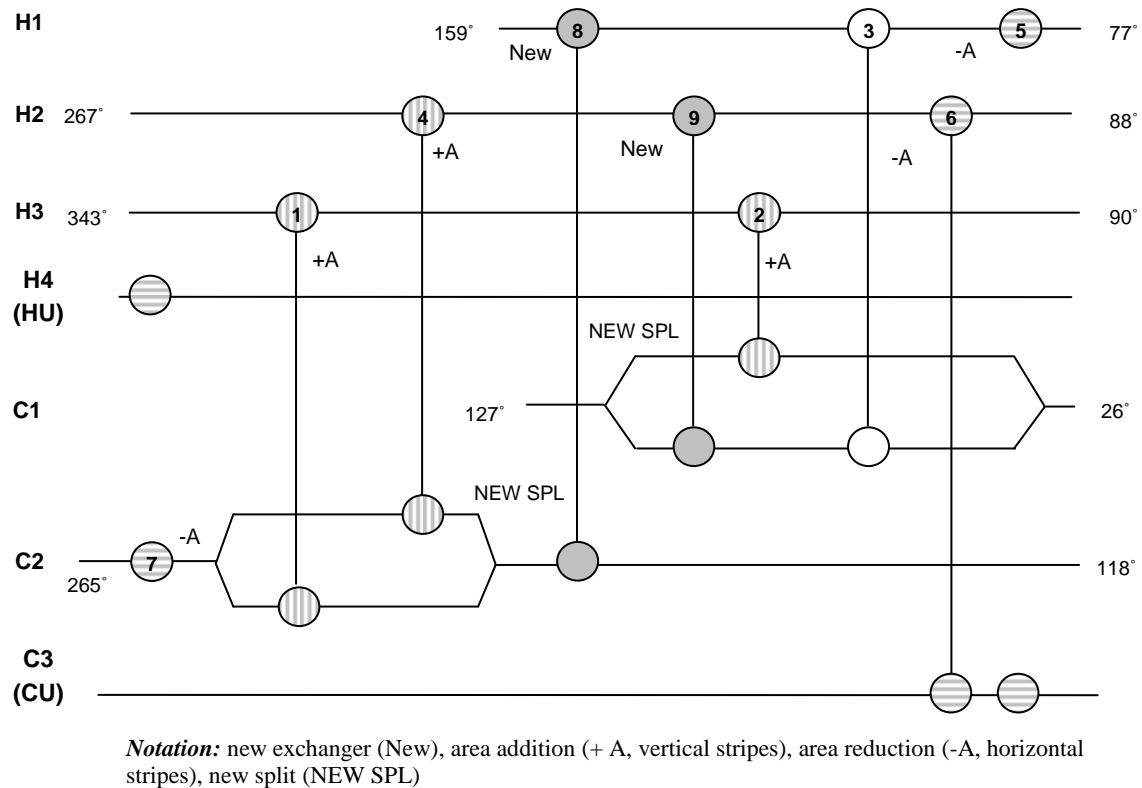 H1 159° 8 3 5 77°
New -A
H2 267° 4 9 6 88°
+A New -A
H3 343° 1 2 90°
+A +A
H4
(HU)
NEW SPL
C1 127° 26°
NEW SPL
-A
C2 7 118°
265°
C3
(CU)
Notation: new exchanger (New), area addition (+ A, vertical stripes), area reduction (-A, horizontal
stripes), new split (NEW SPL)